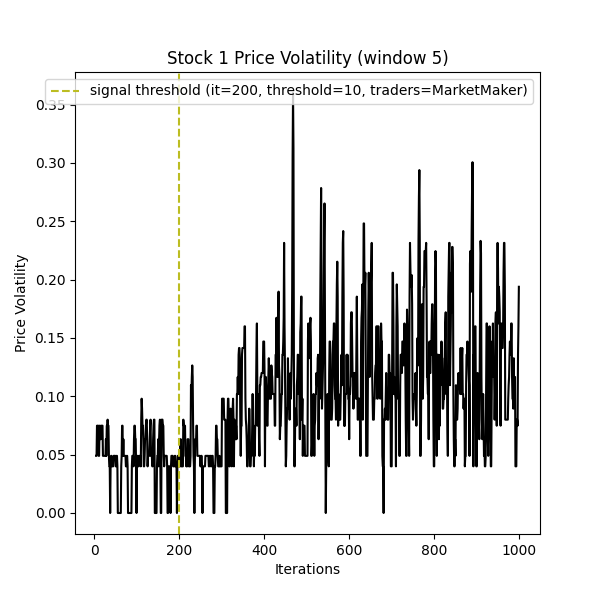 Stock 1 Price Volatility (window 5)
signal threshold (it=200, threshold=10, traders=MarketMaker)
0.35
0.30
0.25
0.20
0.15
0.10
0.05
0.00
Price Volatility
0 200 400 600 800 1000
Iterations